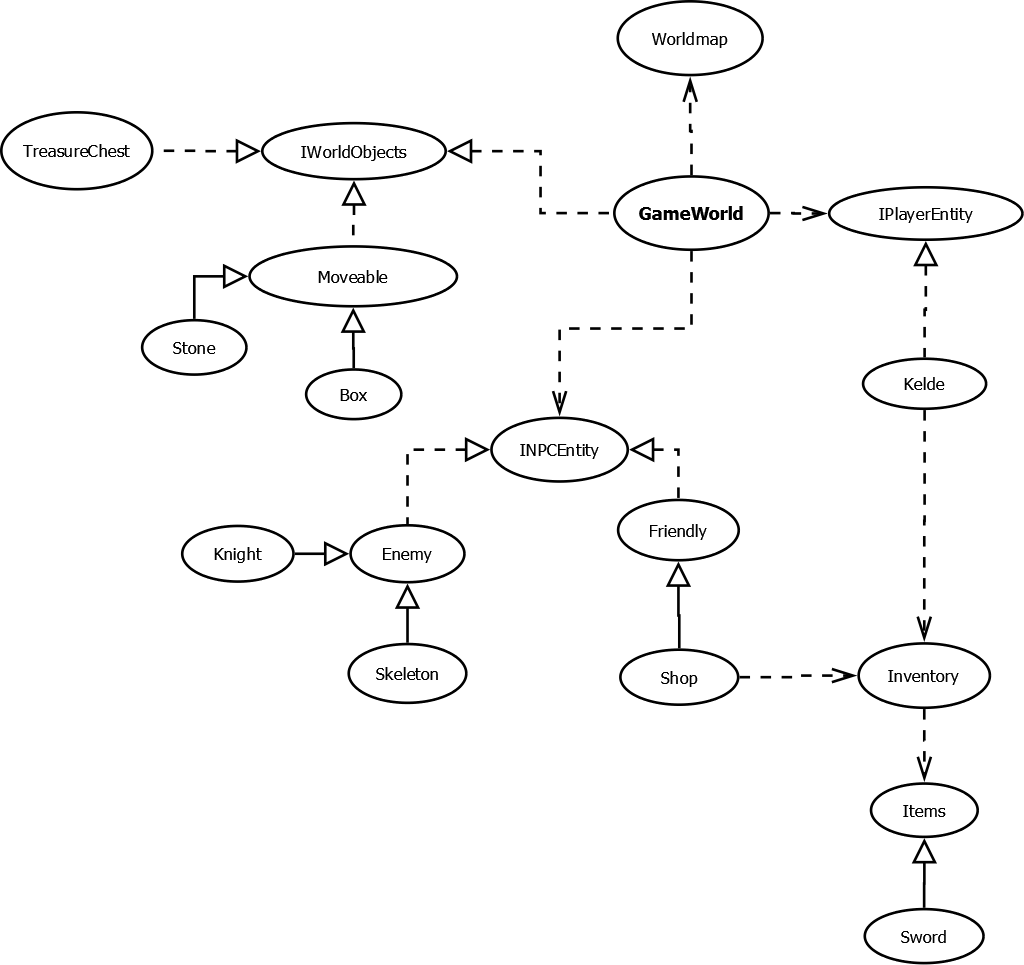 Worldmap
TreasureChest
IWorldObjects
GameWorld
IPlayerEntity
Moveable
Stone
Box
Kelde
INPCEntity
Friendly
Knight
Enemy
Skeleton
Shop
Inventory
Items
Sword